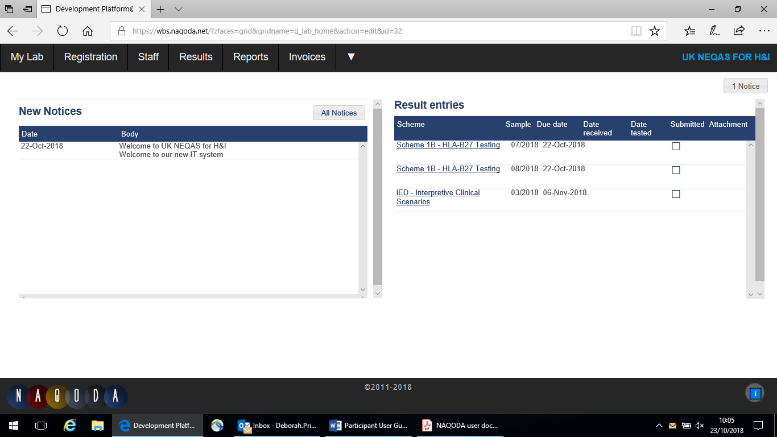 Development Platforms
https://wbs.naqoda.net/?faces=grid&gridname=q_lab_home&action=edit&id=32
My Lab Registration Staff Results Reports Invoices
UK NEQAS FOR H&I
1 Notice
New Notices
All Notices
Date Body
22-Oct-2018 Welcome to UK NEQAS for H&I
Welcome to our new IT system
Result entries
Scheme Sample Due date Date received Date tested Submitted Attachment
Scheme 1B - HLA-B27 Testing 07/2018 22-Oct-2018
Scheme 1B - HLA-B27 Testing 08/2018 22-Oct-2018
iED - Interpretive Clinical Scenarios 03/2018 06-Nov-2018
©2011-2018
NAQODA
Development Platf...
Inbox - Deborah.Pri...
Participant User Gu...
NAQODA user doc...
10:05
23/10/2018